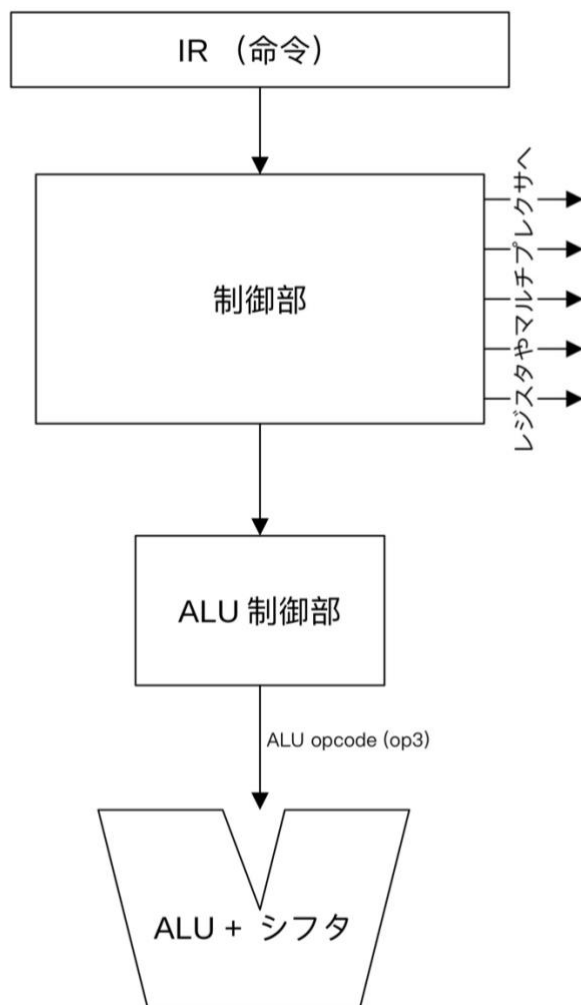 IR （命令）
レジスタやマルチプレクサへ
制御部
ALU 制御部
ALU opcode (op3)
ALU + シフタ